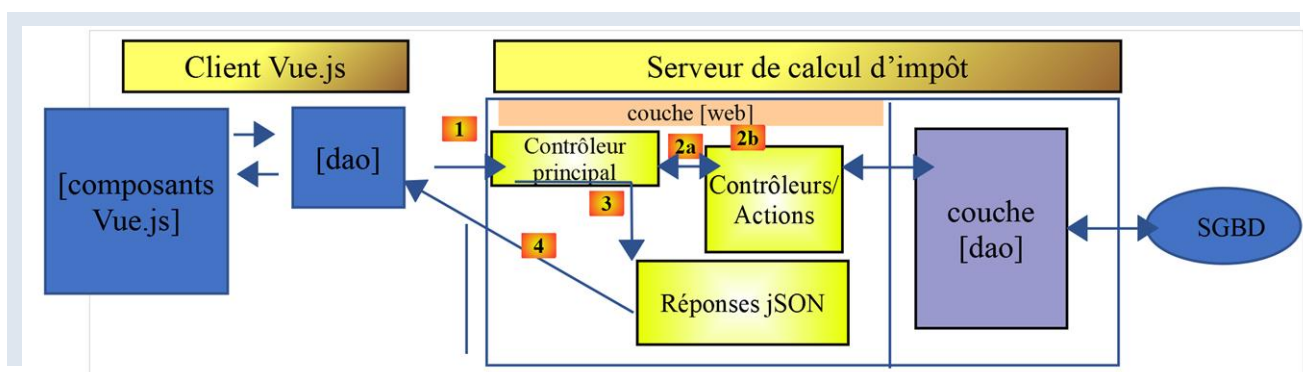 Client Vue.js
Serveur de calcul d'impôt
couche [web]
1
Contrôleur
principal
2a
2b
[dao]
[composants
Vue.js]
Contrôleurs/
Actions
3
couche
[dao]
SGBD
4
Réponses jSON